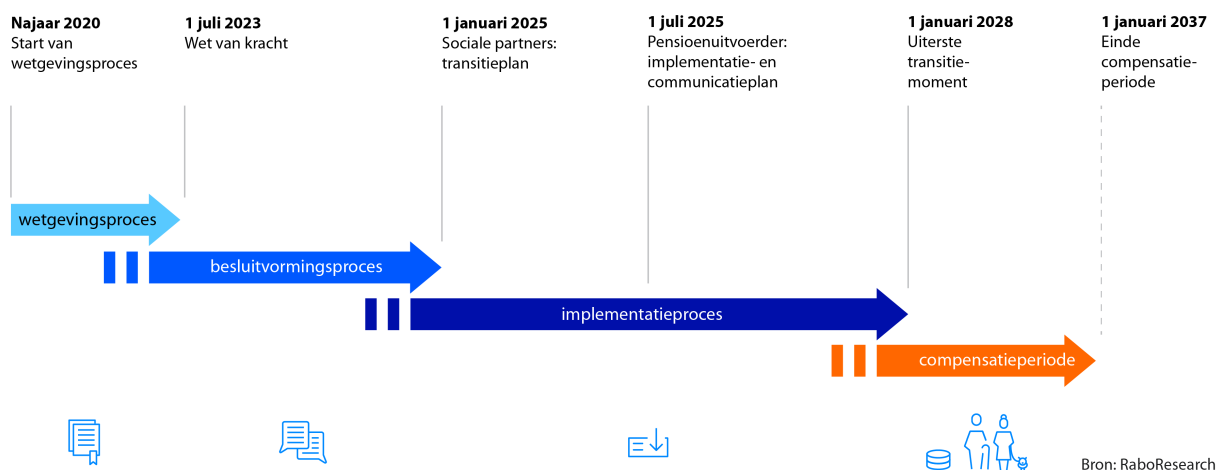 Najaar 2020
Start van
wetgevingsproces
1 juli 2023
Wet van kracht
1 januari 2025
Sociale partners:
transitieplan
1 juli 2025
Pensioenuitvoerder:
implementatie- en
communicatieplan
1 januari 2028
Uiterste
transitie-
moment
1 januari 2037
Einde
compensatie-
periode
wetgevingsproces
besluitvormingsproces
implementatieproces
compensatieperiode
Bron: RaboResearch